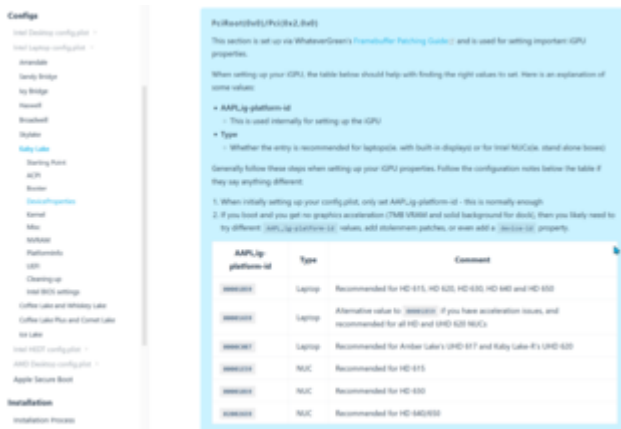 Configs
Intel Desktop config.plist
Intel Laptop config.plist
Arrandale
Sandy Bridge
Ivy Bridge
Haswell
Broadwell
Skylake
Kaby Lake
Starting Point
ACPI
Booter
DeviceProperties
Kernel
Misc
NVRAM
PlatformInfo
UEFI
Cleaning up
Intel BIOS settings
Coffee Lake and Whiskey Lake
Coffee Lake Plus and Comet Lake
Ice Lake
Intel HEDT config.plist
AMD Desktop config.plist
Apple Secure Boot
Installation
Installation Process
PciRoot(0x0)/Pci(0x2,0x0)
This section is set up via WhateverGreen's Framebuffer Patching Guide and is used for setting important iGPU
properties.
When setting up your iGPU, the table below should help with finding the right values to set. Here is an explanation of
some values:
• AAPL,ig-platform-id
◦ This is used internally for setting up the iGPU
• Type
◦ Whether the entry is recommended for laptops(ie. with built-in displays) or for Intel NUCs(ie. stand alone boxes)
Generally follow these steps when setting up your iGPU properties. Follow the configuration notes below the table if
they say anything different:
1. When initially setting up your config.plist, only set AAPL,ig-platform-id - this is normally enough
2. If you boot and you get no graphics acceleration (7MB VRAM and solid background for dock), then you likely need to
try different AAPL,ig-platform-id values, add stolenmem patches, or even add a device-id property.
AAPL,ig-platform-id Type Comment
Laptop Recommended for HD 615, HD 620, HD 630, HD 640 and HD 650
Laptop Alternative value to if you have acceleration issues, and
recommended for all HD and UHD 620 NUCs
Laptop Recommended for Amber Lake's UHD 617 and Kaby Lake-R's UHD 620
NUC Recommended for HD 615
NUC Recommended for HD 630
NUC Recommended for HD 640/650